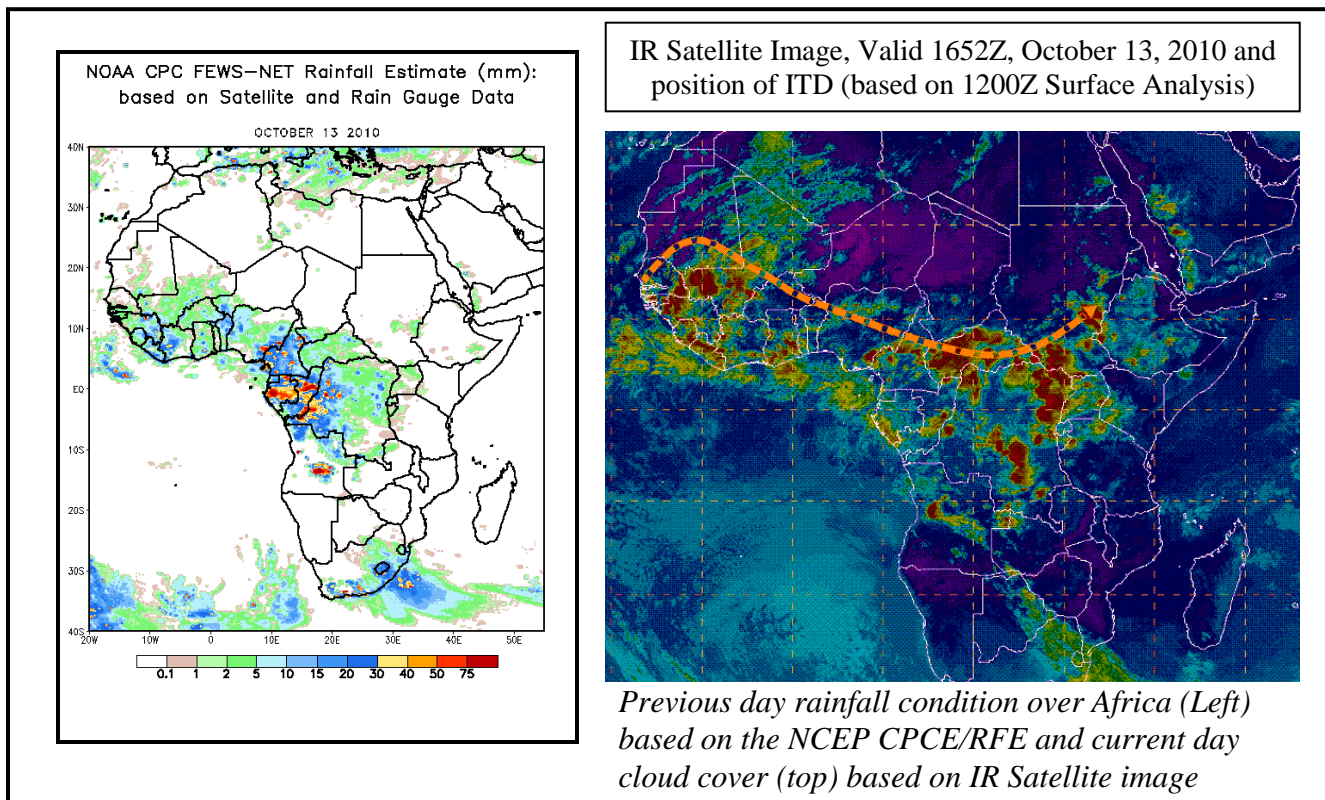 NOAA CPC FEWS-NET Rainfall Estimate (mm):
based on Satellite and Rain Gauge Data
OCTOBER 13 2010
40N
30N
20N
10N
EQ
10S
20S
30S
40S
20W 10W 0 10E 20E 30E 40E 50E
0.1 1 2 5 10 15 20 30 40 50 75
IR Satellite Image, Valid 1652Z, October 13, 2010 and
position of ITD (based on 1200Z Surface Analysis)
Previous day rainfall condition over Africa (Left)
based on the NCEP CPCE/RFE and current day
cloud cover (top) based on IR Satellite image